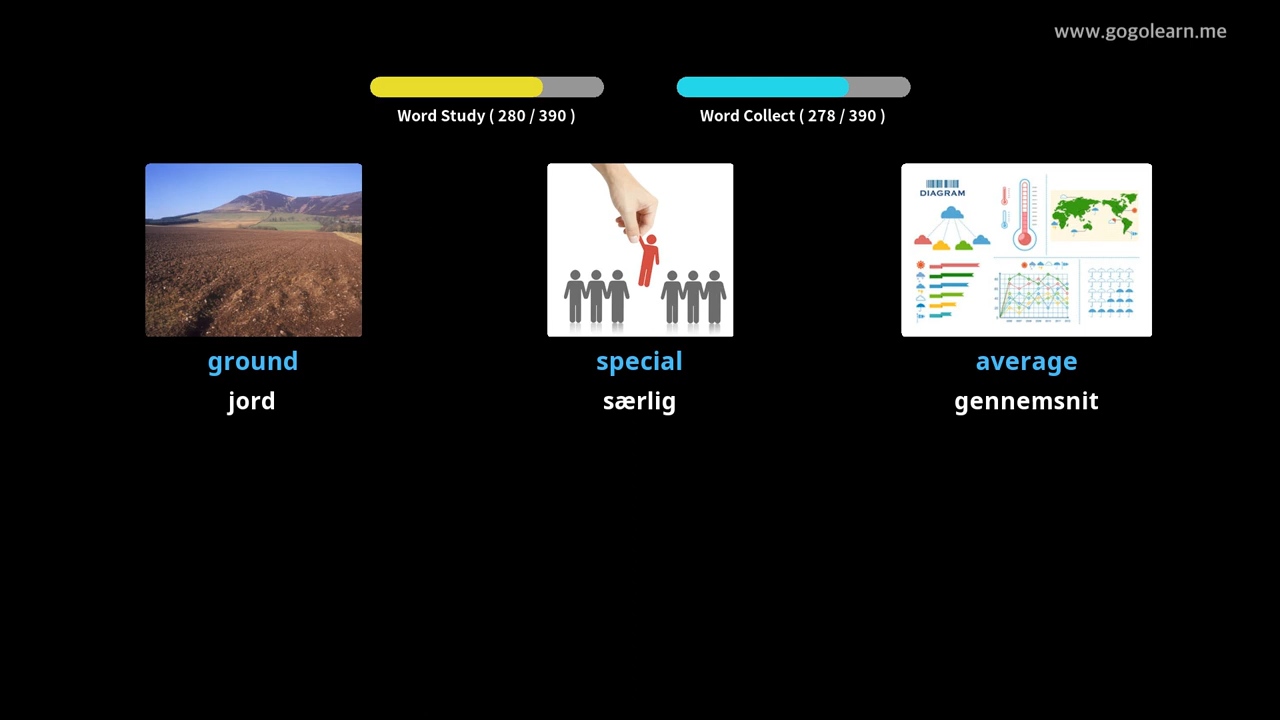 www.gogolearn.me
Word Study ( 280 / 390 )
Word Collect ( 278 / 390 )
DIAGRAM
ground
special
average
jord
særlig
gennemsnit